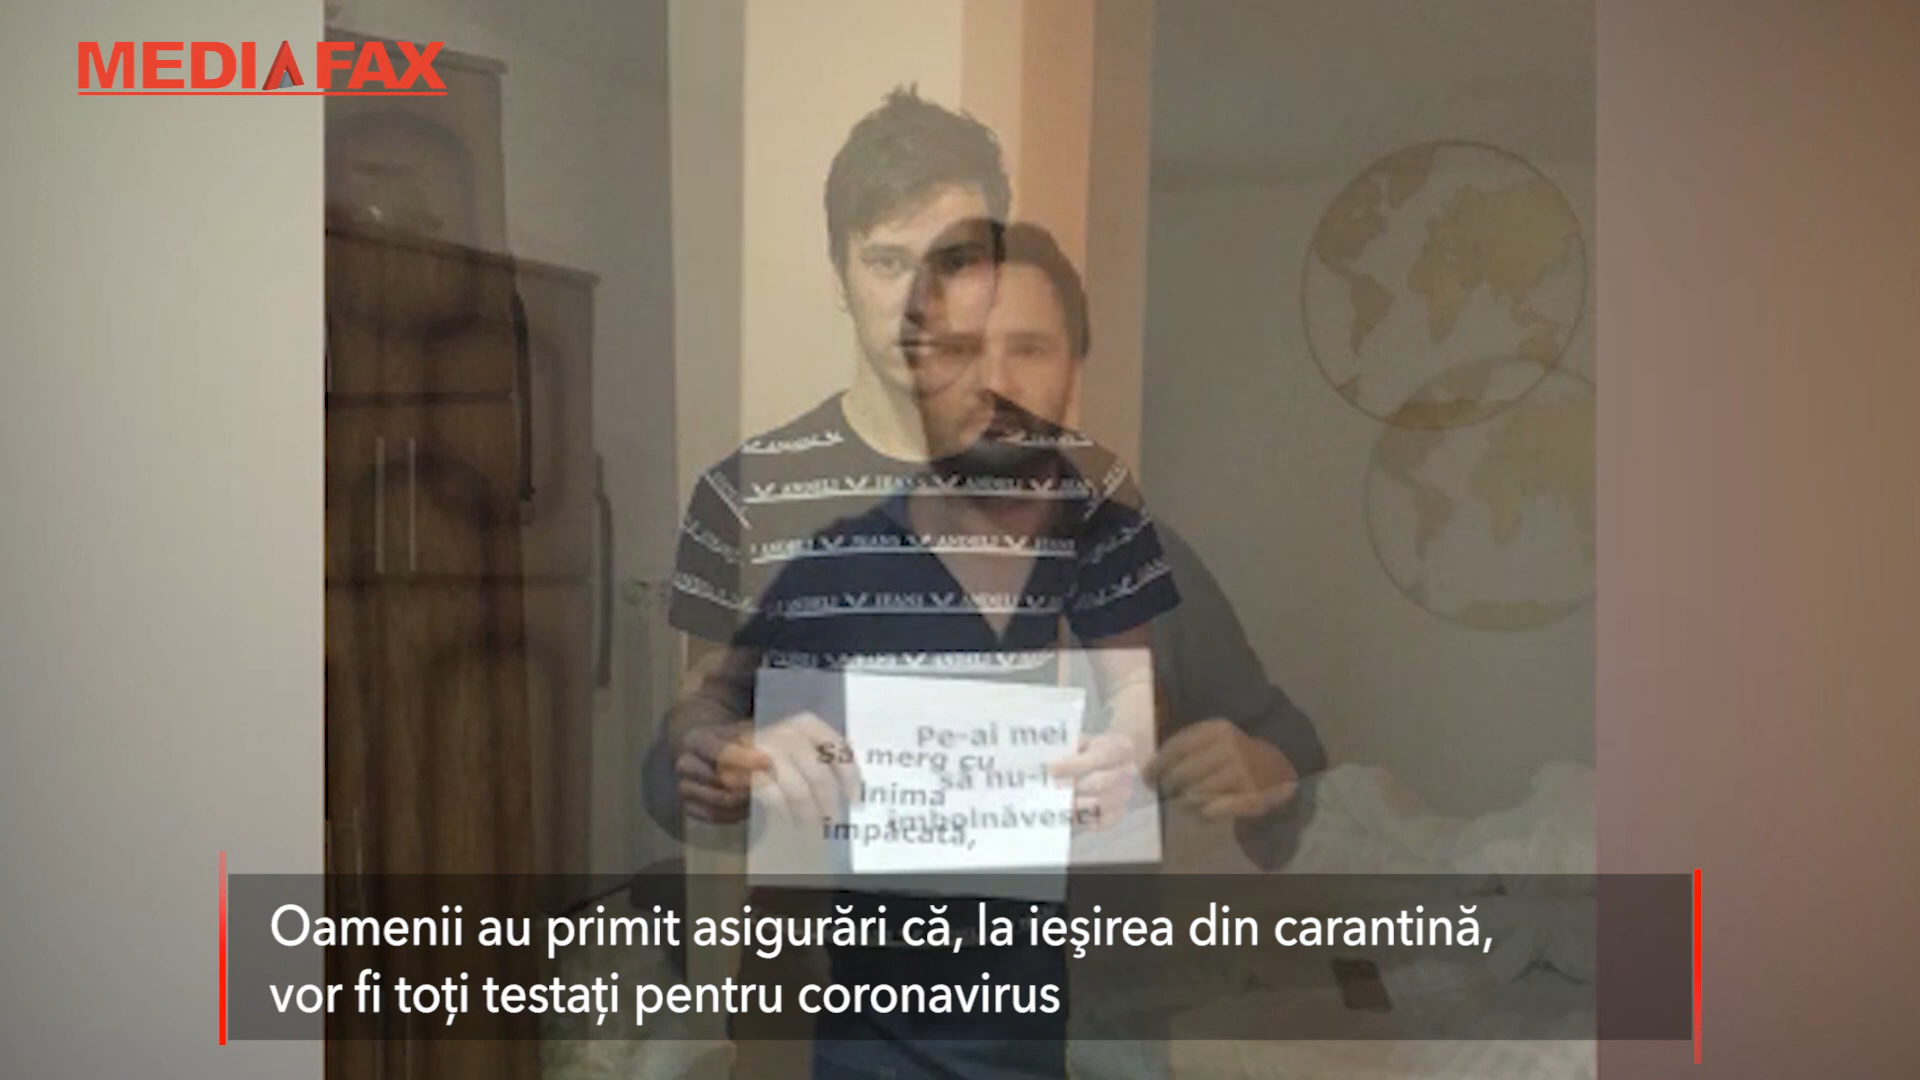 MEDIAFAX
Pe-ai mei
să nu-i
îmbolnăvesc!
Să merg cu
inima
împăcată,
Oamenii au primit asigurări că, la ieşirea din carantină,
vor fi toți testați pentru coronavirus